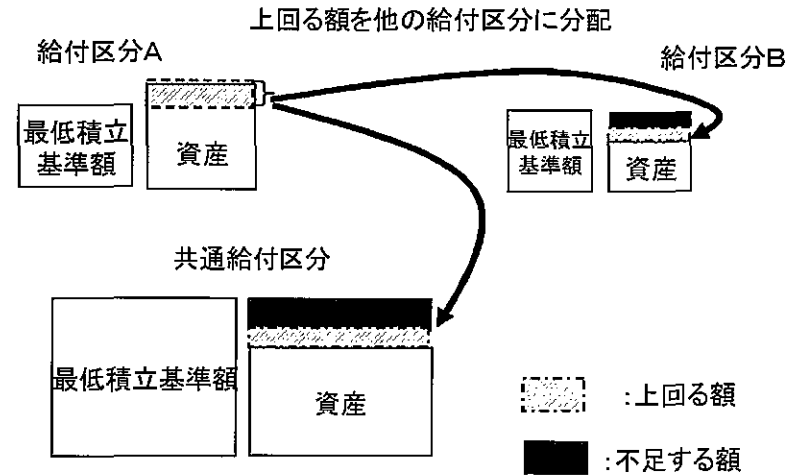 上回る額を他の給付区分に分配
給付区分A
給付区分B
最低積立
基準額
資産
最低積立
基準額
資産
共通給付区分
最低積立基準額
資産
:上回る額
:不足する額